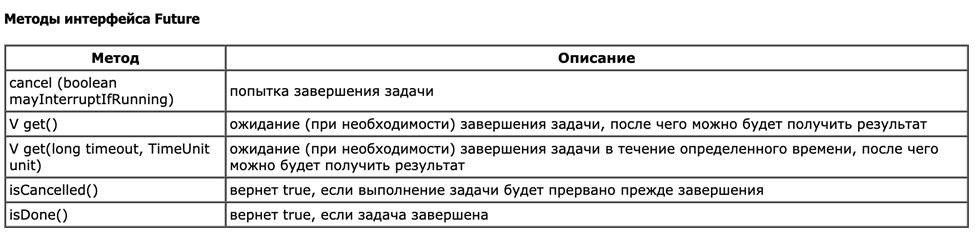 Методы интерфейса Future
Метод Описание
cancel (boolean
mayInterruptIfRunning)
попытка завершения задачи
V get()
ожидание (при необходимости) завершения задачи, после чего можно будет получить результат
V get(long timeout, TimeUnit
unit)
ожидание (при необходимости) завершения задачи в течение определенного времени, после чего
можно будет получить результат
isCancelled()
вернет true, если выполнение задачи будет прервано прежде завершения
isDone()
вернет true, если задача завершена